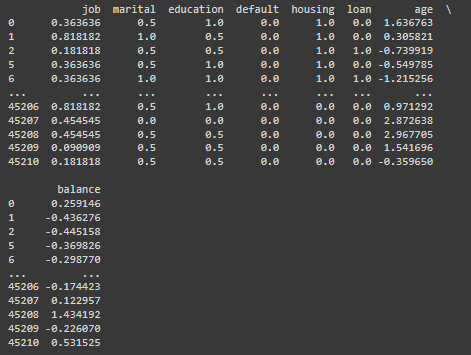 job marital education default housing loan age \
0 0.363636 0.5 1.0 0.0 1.0 0.0 1.636763
1 0.818182 1.0 0.5 0.0 1.0 0.0 0.305821
2 0.181818 0.5 0.5 0.0 1.0 1.0 -0.739919
5 0.363636 0.5 1.0 0.0 1.0 0.0 -0.549785
6 0.363636 1.0 1.0 0.0 1.0 1.0 -1.215256
... ... ... ... ... ... ... ...
45206 0.818182 0.5 1.0 0.0 0.0 0.0 0.971292
45207 0.454545 0.0 0.0 0.0 0.0 0.0 2.872638
45208 0.454545 0.5 0.5 0.0 0.0 0.0 2.967705
45209 0.090909 0.5 0.5 0.0 0.0 0.0 1.541696
45210 0.181818 0.5 0.5 0.0 0.0 0.0 -0.359650
balance
0 0.259146
1 -0.436276
2 -0.445158
5 -0.369826
6 -0.298770
... ...
45206 -0.174423
45207 0.122957
45208 1.434192
45209 -0.226070
45210 0.531525